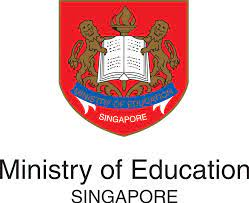 MINISTRY OF EDUCATION
SINGAPORE
Ministry of Education
SINGAPORE